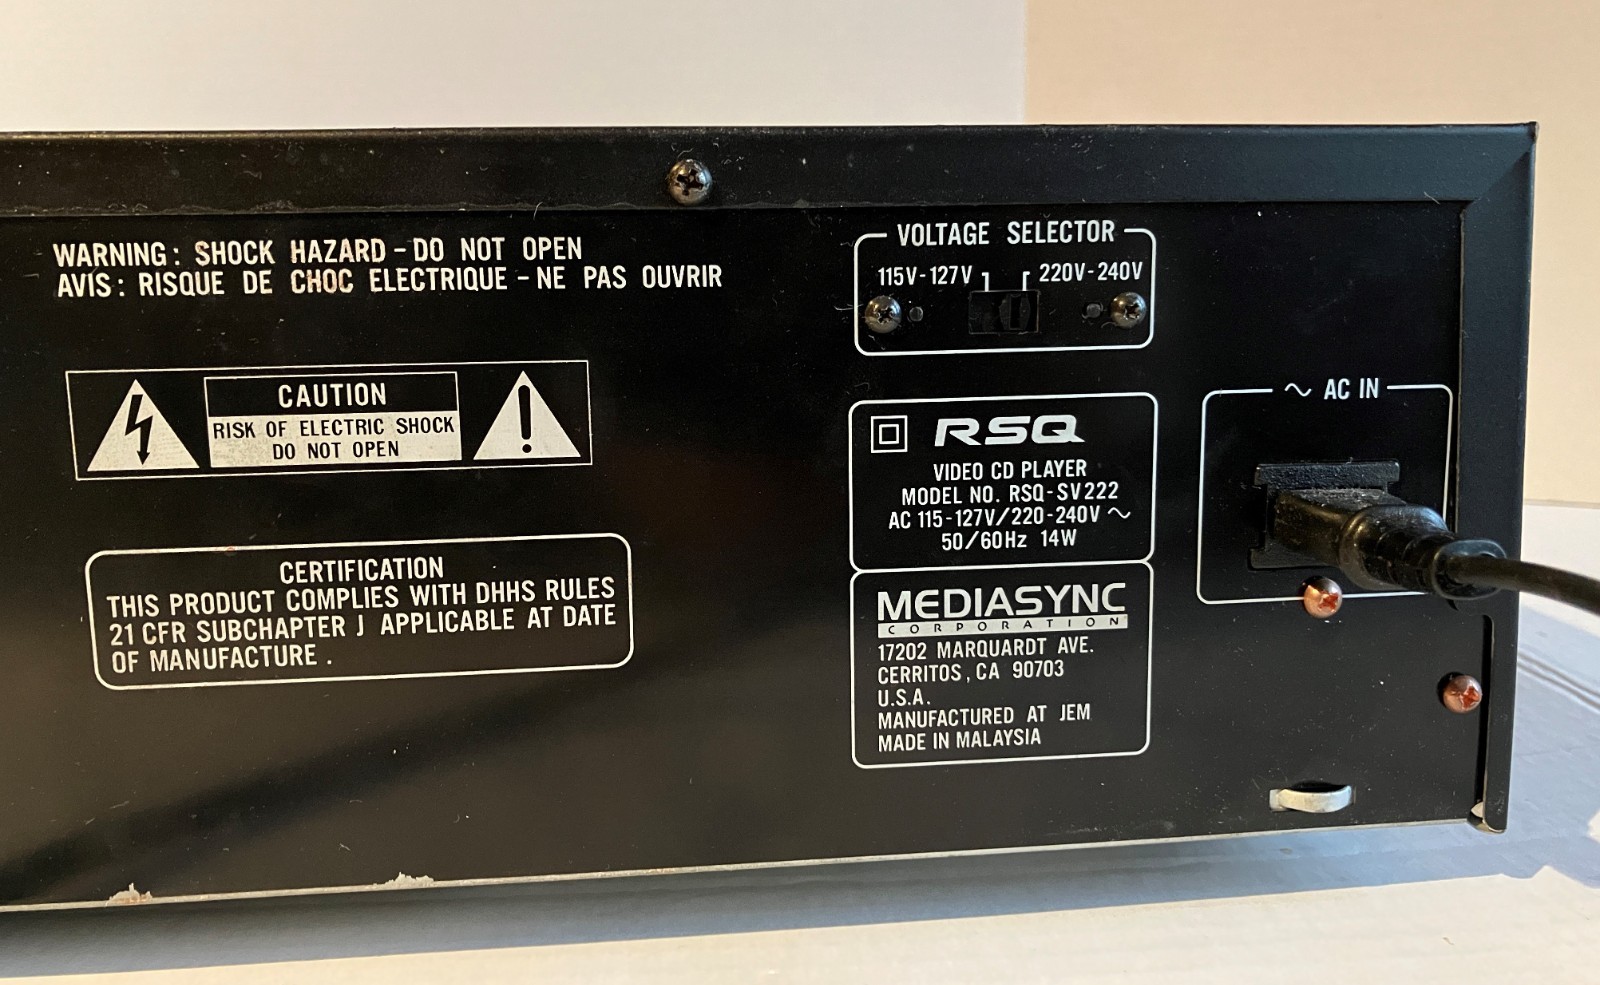 WARNING: SHOCK HAZARD - DO NOT OPEN
AVIS: RISQUE DE CHOC ELECTRIQUE - NE PAS OUVRIR
CAUTION
RISK OF ELECTRIC SHOCK
DO NOT OPEN
CERTIFICATION
THIS PRODUCT COMPLIES WITH DHHS RULES
21 CFR SUBCHAPTER J APPLICABLE AT DATE
OF MANUFACTURE .
VOLTAGE SELECTOR
115V-127V 220V-240V
RSQ
VIDEO CD PLAYER
MODEL NO. RSQ-SV222
AC 115-127V/220-240V ~
50/60Hz 14W
MEDIASYNC
CORPORATION
17202 MARQUARDT AVE.
CERRITOS, CA 90703
U.S.A.
MANUFACTURED AT JEM
MADE IN MALAYSIA
~ AC IN